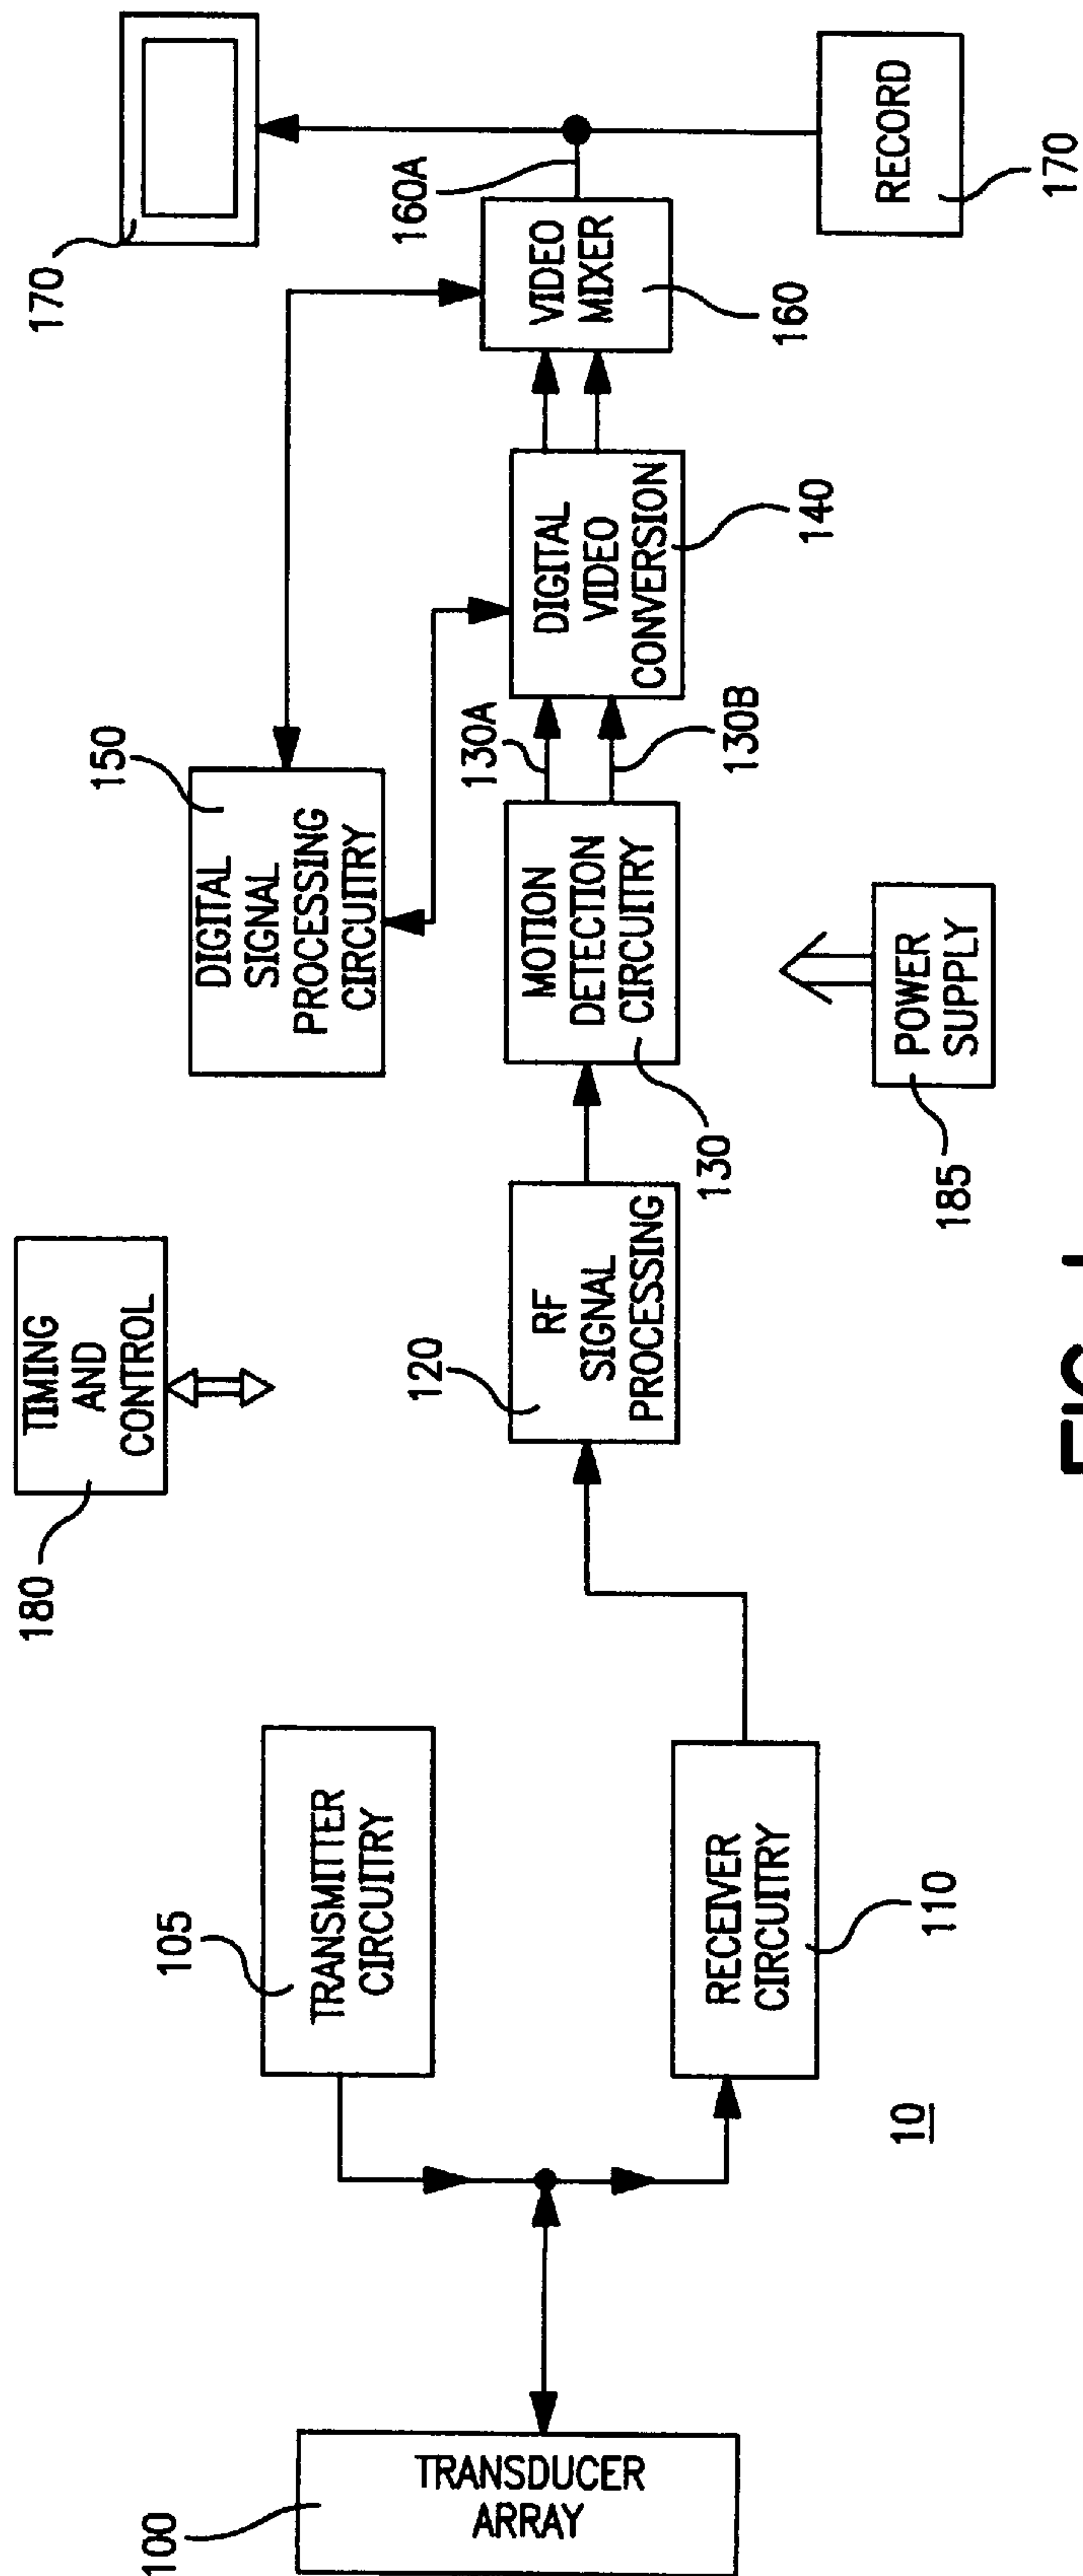 100
TRANSDUCER
ARRAY
105
TRANSMITTER
CIRCUITRY
RECEIVER
CIRCUITRY
110
10
180
TIMING
AND
CONTROL
120
RF
SIGNAL
PROCESSING
150
DIGITAL
SIGNAL
PROCESSING
CIRCUITRY
MOTION
DETECTION
CIRCUITRY
130
130A
130B
POWER
SUPPLY
185
DIGITAL
VIDEO
CONVERSION
140
VIDEO
MIXER
160
160A
170
RECORD
170